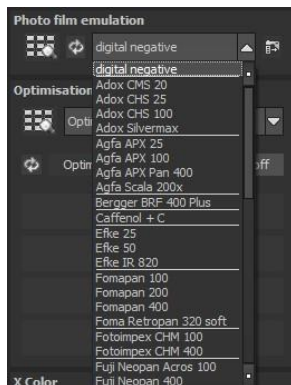 Photo film emulation
digital negative
digital negative
Adox CMS 20
Optimisation
Adox CHS 25
Adox CHS 100
Opti
Adox Silvermax
Agfa APX 25
Agfa APX 100
Optim
off
Agfa APX Pan 400
Agfa Scala 200x
Bergger BRF 400 Plus
Caffenol + C
Efke 25
Efke 50
Efke IR 820
Fomapan 100
Fomapan 200
Fomapan 400
Foma Retropan 320 soft
Fotoimpex CHM 100
Fotoimpex CHM 400
Fuji Neopan Acros 100
X Color
Fuji Neopan 400